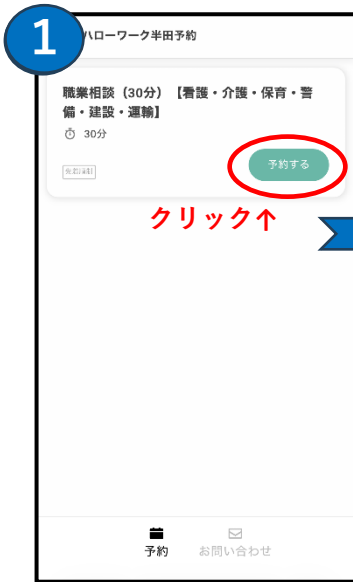 1
ハローワーク半田予約
職業相談（30分）【看護・介護・保育・警
備・建設・運輸】
30分
予約する
クリック↑
予約
お問い合わせ